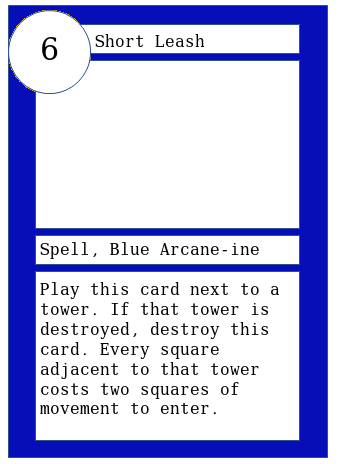 6
Short Leash
Spell, Blue Arcane-ine
Play this card next to a
tower. If that tower is
destroyed, destroy this
card. Every square
adjacent to that tower
costs two squares of
movement to enter.